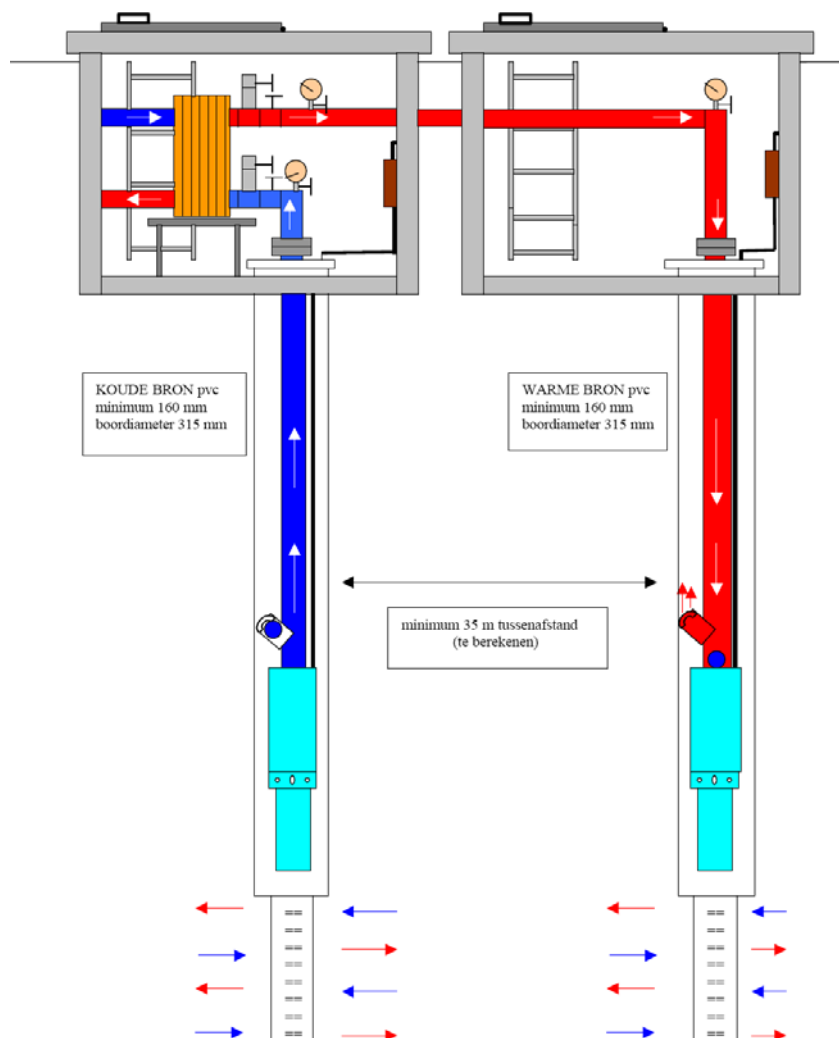 KOUDE BRON pvc
minimum 160 mm
boordiameter 315 mm
WARME BRON pvc
minimum 160 mm
boordiameter 315 mm
minimum 35 m tussenafstand
(te berekenen)